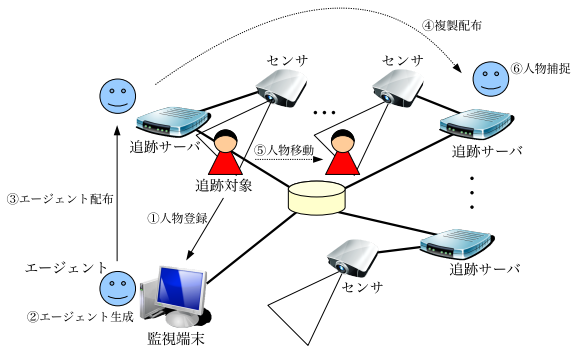 ④複製配布
センサ
センサ
⑥人物捕捉
追跡サーバ
⑤人物移動
追跡サーバ
追跡対象
③エージェント配布
①人物登録
エージェント
追跡サーバ
センサ
②エージェント生成
監視端末